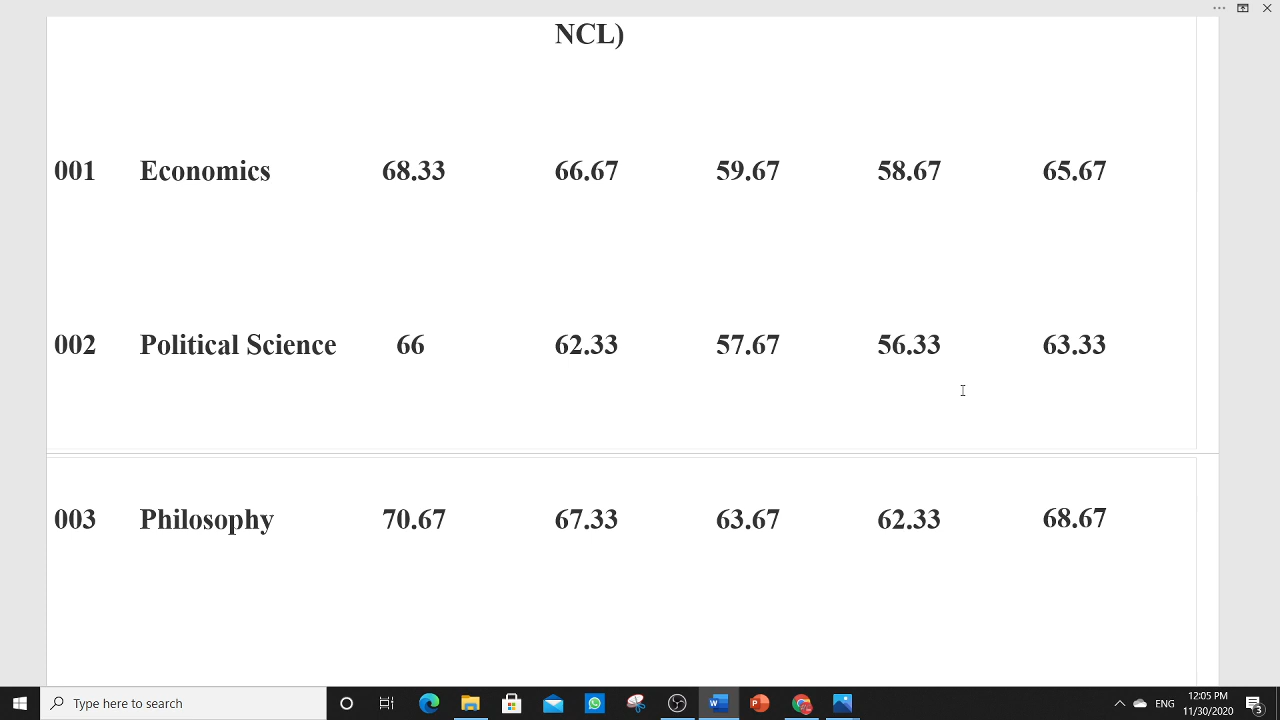 NCL)
001 Economics 68.33 66.67 59.67 58.67 65.67
002 Political Science 66 62.33 57.67 56.33 63.33
003 Philosophy 70.67 67.33 63.67 62.33 68.67
Type here to search
ENG
12:05 PM
11/30/2020
3